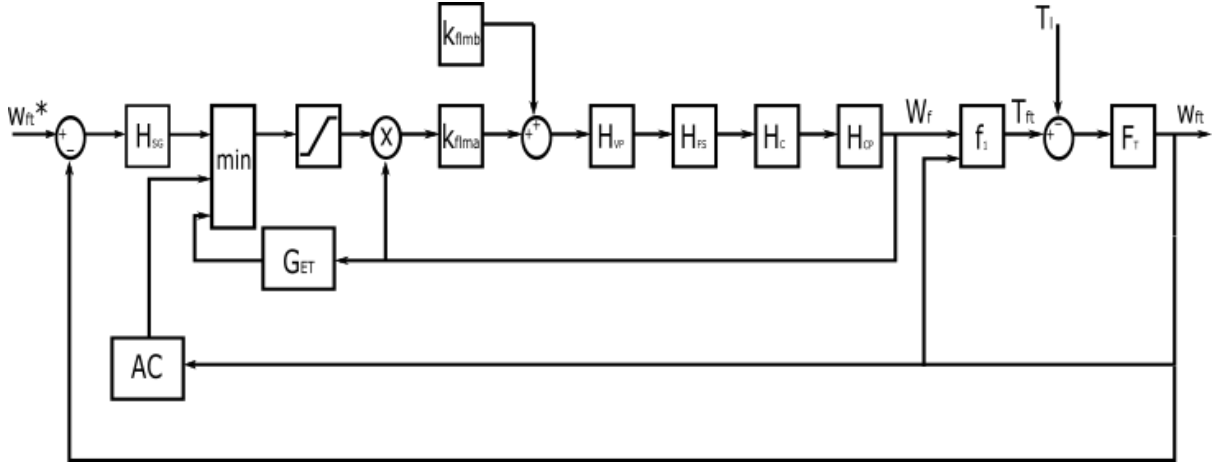 kflmb
Tl
wft*
+
−
HSG
min
X
kflma
+
+
HVP
HFS
HC
HCP
Wf
f1
Tft
+
−
FT
wft
GET
AC